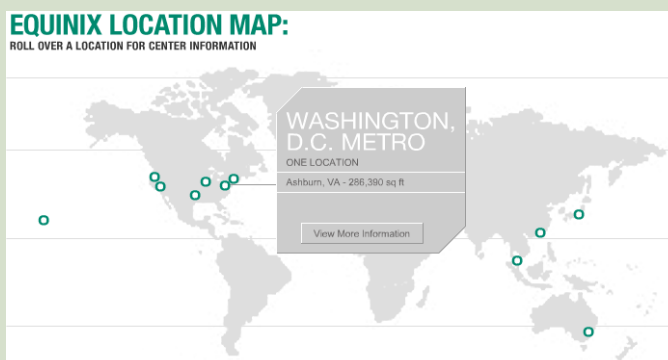 EQUINIX LOCATION MAP:
ROLL OVER A LOCATION FOR CENTER INFORMATION
WASHINGTON,
D.C. METRO
ONE LOCATION
Ashburn, VA - 286,390 sq ft
View More Information